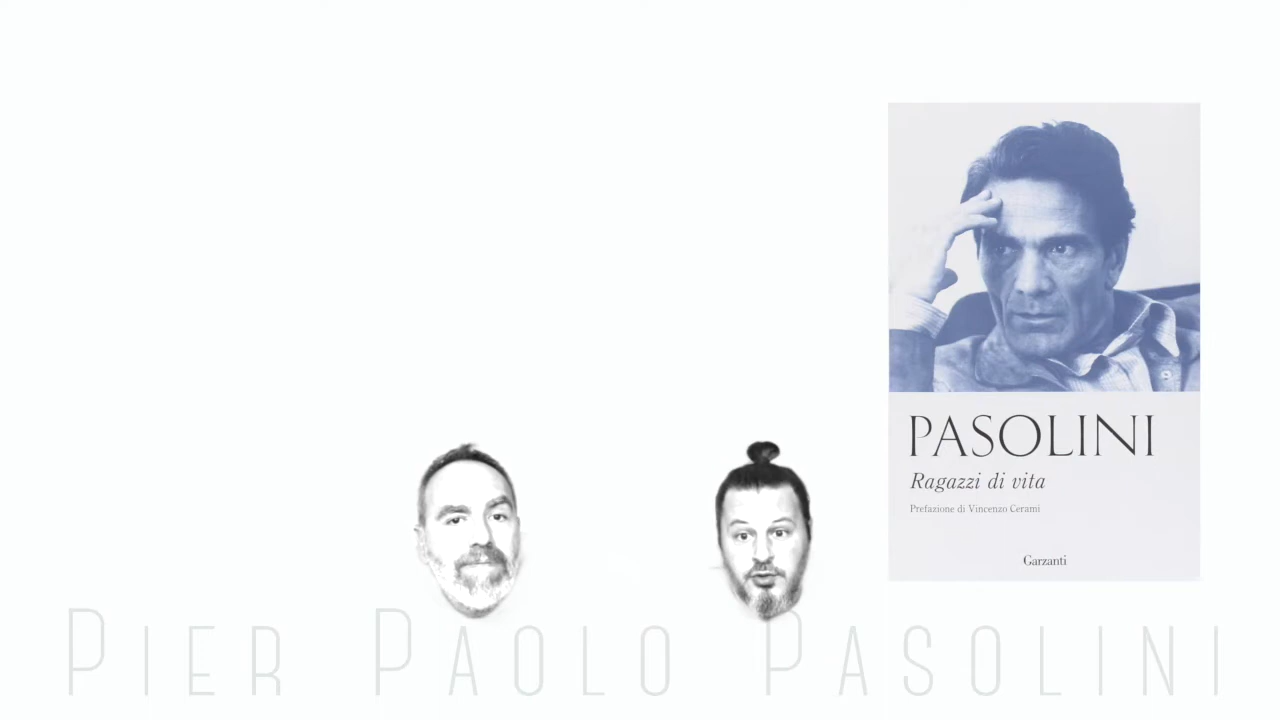 PASOLINI
Ragazzi di vita
Prefazione di Vincenzo Cerami
Garzanti
PIER PAOLO PASOLINI